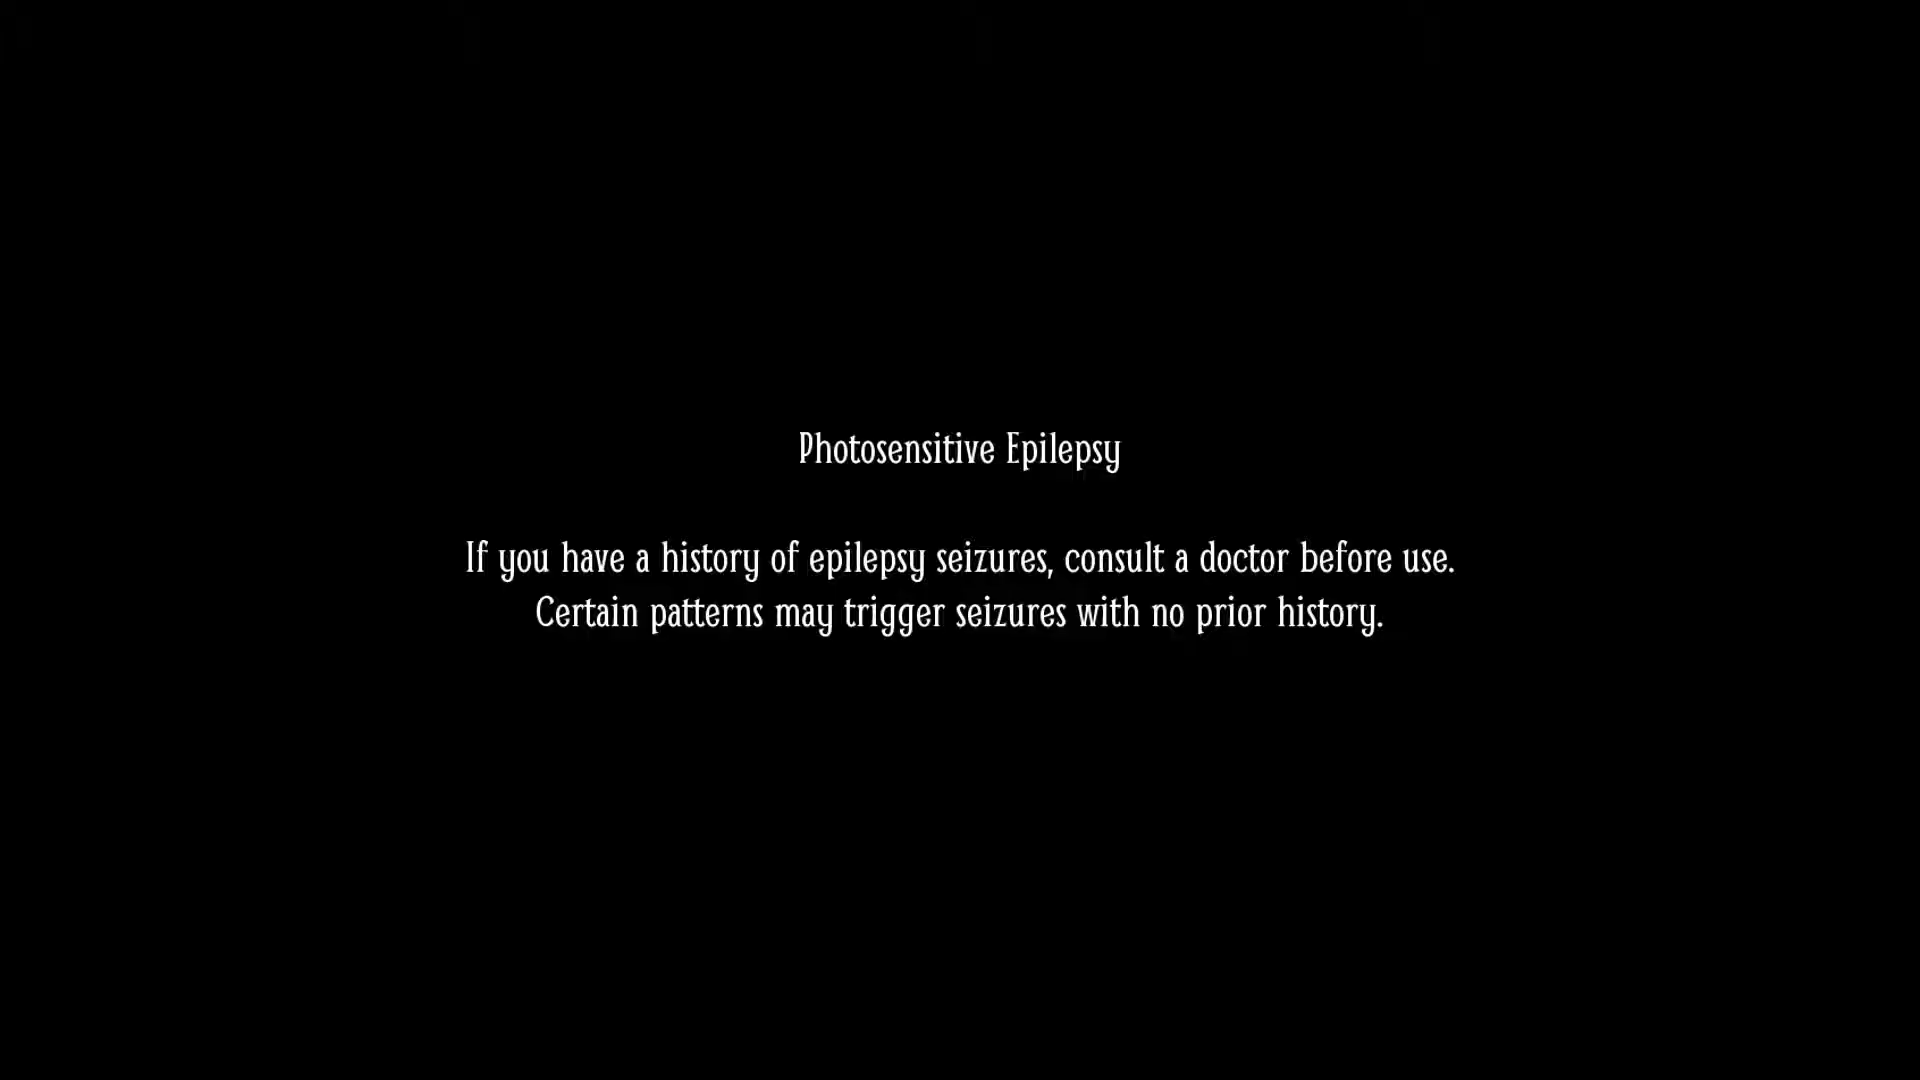 Photosensitive Epilepsy
If you have a history of epilepsy seizures, consult a doctor before use.
Certain patterns may trigger seizures with no prior history.